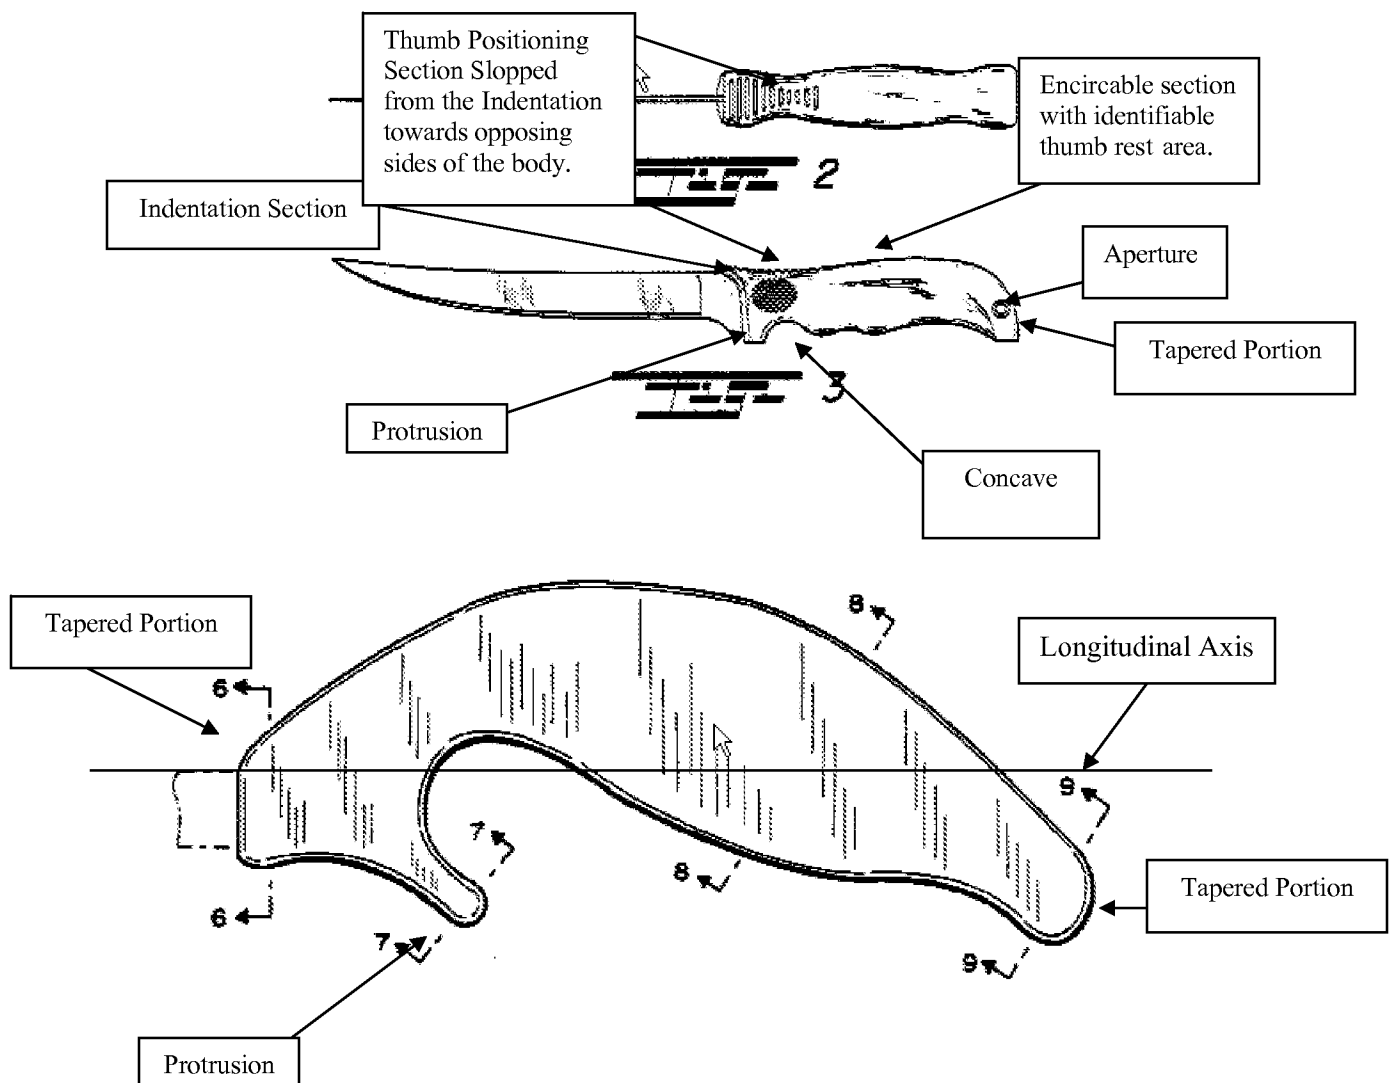 Thumb Positioning
Section Slopped
from the Indentation
towards opposing
sides of the body.
Encircable section
with identifiable
thumb rest area.
2
Indentation Section
Aperture
Tapered Portion
3
Protrusion
Concave
Tapered Portion
8
Longitudinal Axis
6
9
7
8
Tapered Portion
6
7
9
Protrusion